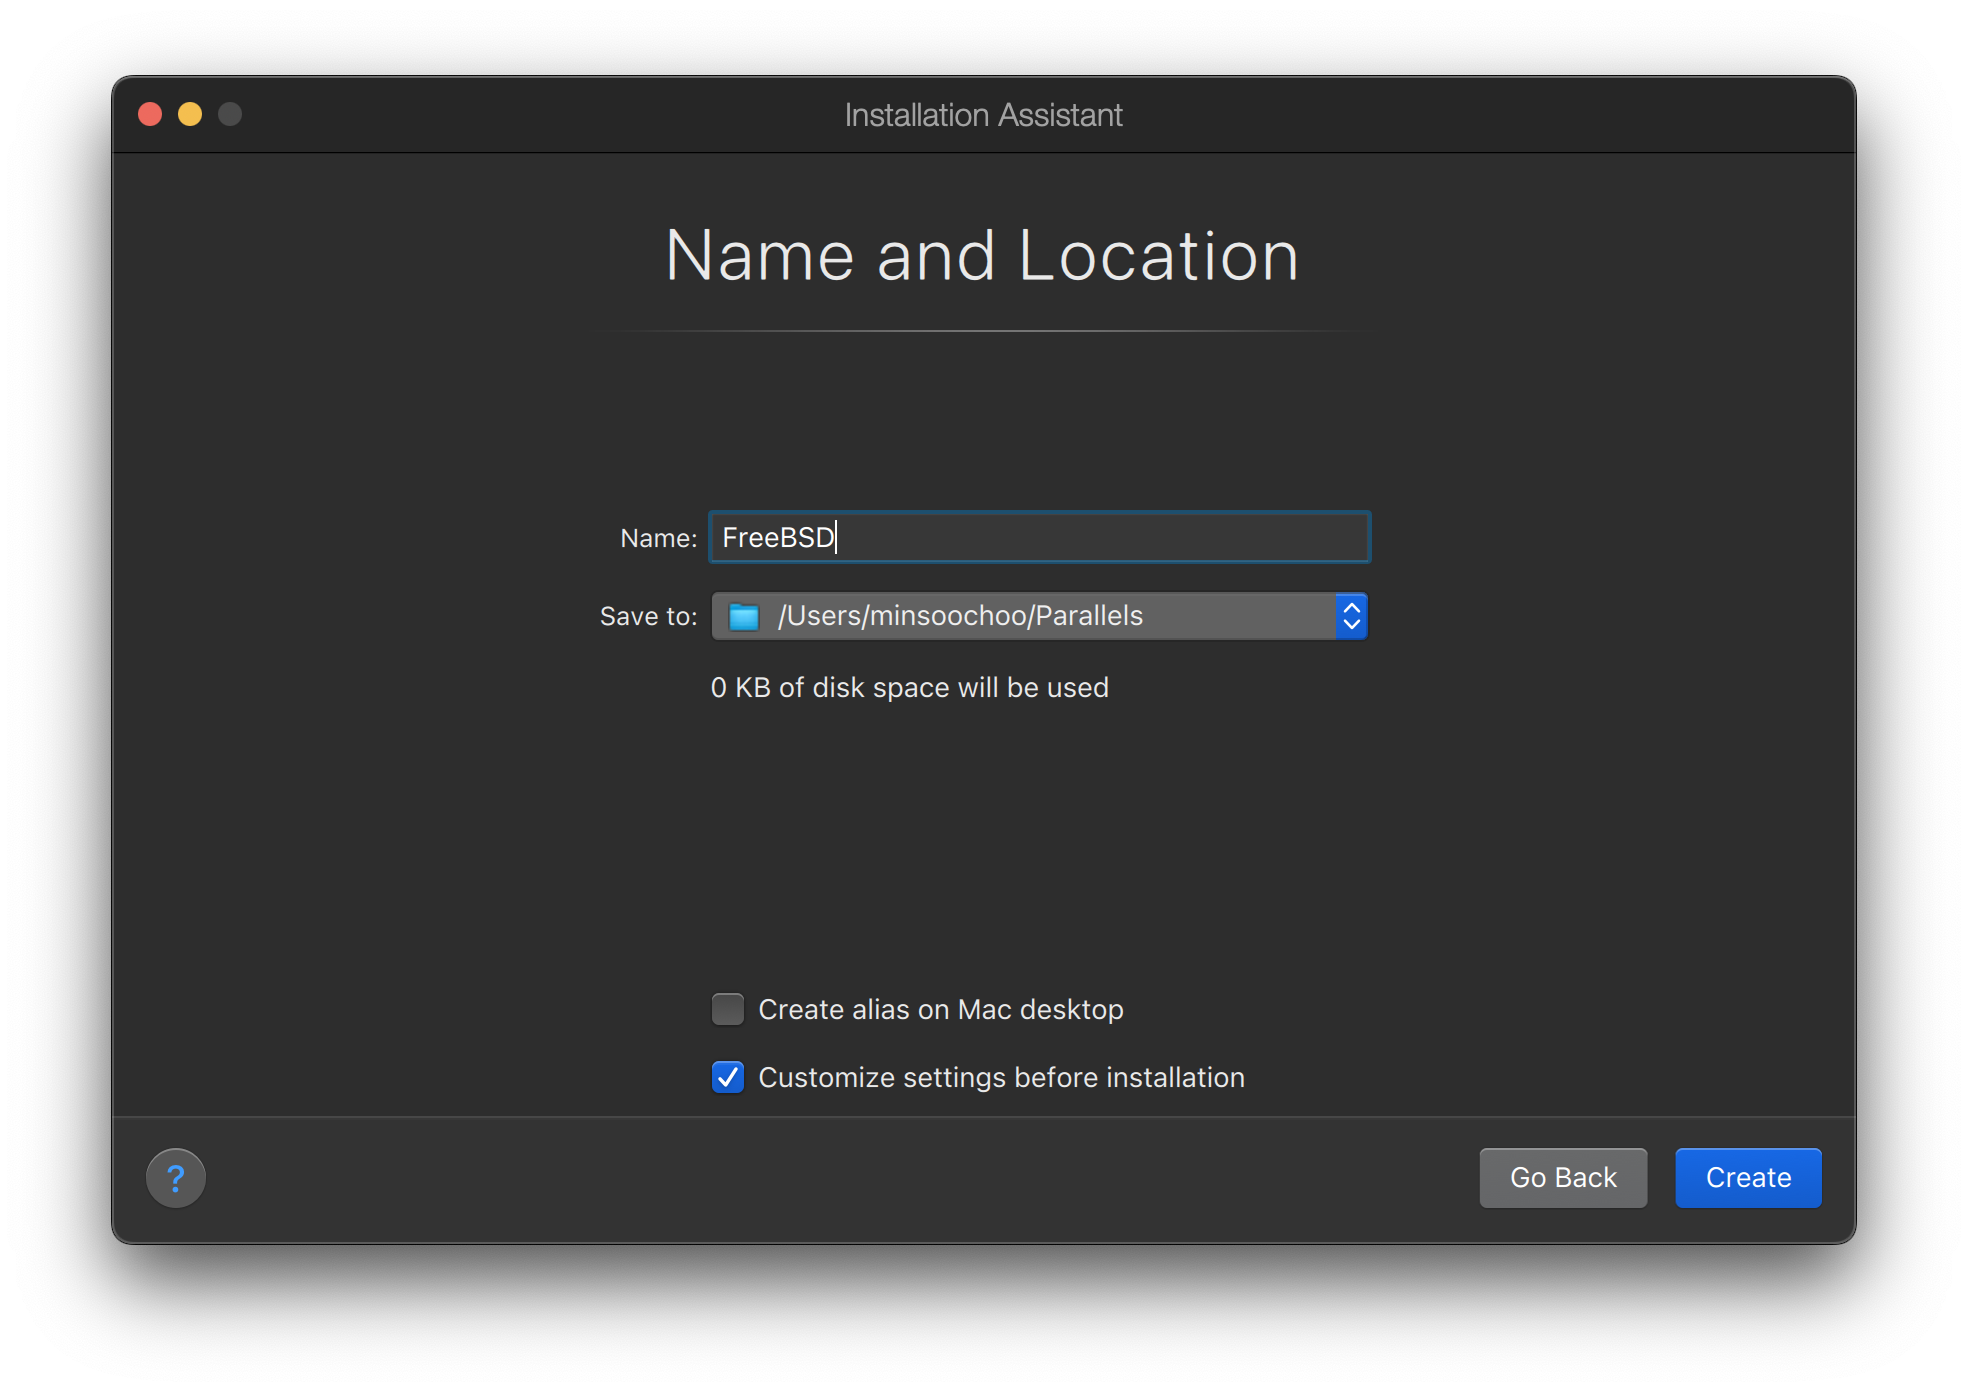 Installation Assistant
Name and Location
Name: FreeBSD
Save to: /Users/minsoochoo/Parallels
0 KB of disk space will be used
Create alias on Mac desktop
Customize settings before installation
? Go Back Create